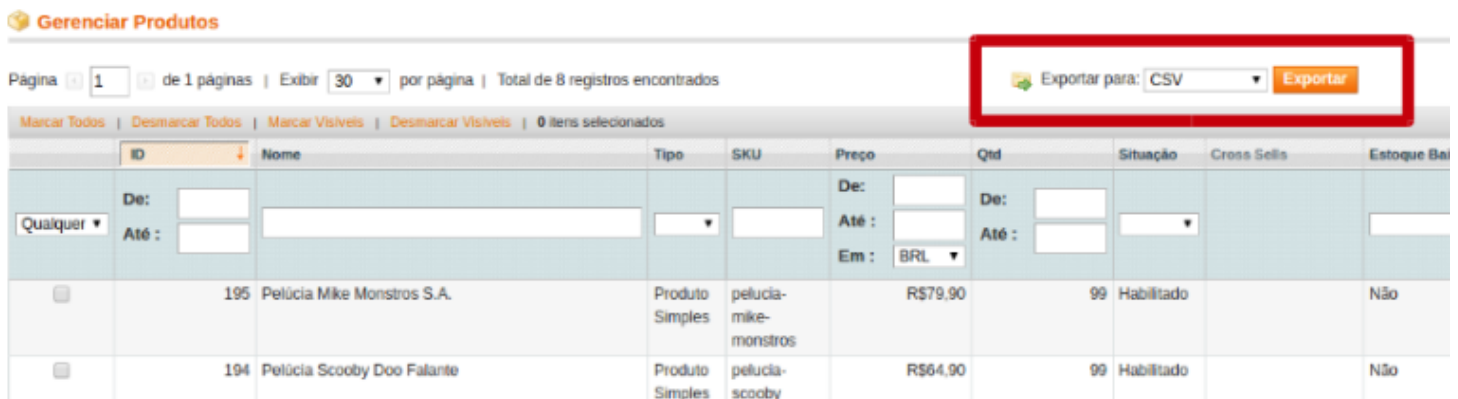 Gerenciar Produtos
Página 1 de 1 páginas | Exibir 30 por página | Total de 8 registros encontrados Exportar para: CSV Exportar
Marcar Todos | Desmarcar Todos | Marcar Visíveis | Desmarcar Visíveis | 0 itens selecionados
ID Nome Tipo SKU Preço Qtd Situação Cross Sells Estoque Bai
De: De: De:
Qualquer Até : Até : Até :
Em : BRL
195 Pelúcia Mike Monstros S.A. Produto Simples pelucia-mike-monstros R$79,90 99 Habilitado Não
194 Pelúcia Scooby Doo Falante Produto Simples pelucia-scooby R$64,90 99 Habilitado Não